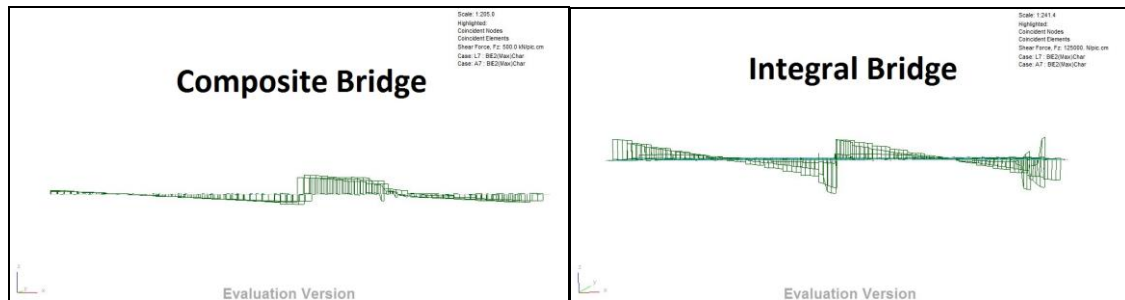 Scale: 1:205.0
Highlighted:
Coincident Nodes
Coincident Elements
Shear Force, Fz: 500.0 kN/pic.cm
Case: L7 : BIE2(Max)Char
Case: A7 : BIE2(Max)Char
Composite Bridge
Evaluation Version
Scale: 1:241.4
Highlighted:
Coincident Nodes
Coincident Elements
Shear Force, Fz: 125000. N/pic.cm
Case: L7 : BIE2(Max)Char
Case: A7 : BIE2(Max)Char
Integral Bridge
Evaluation Version